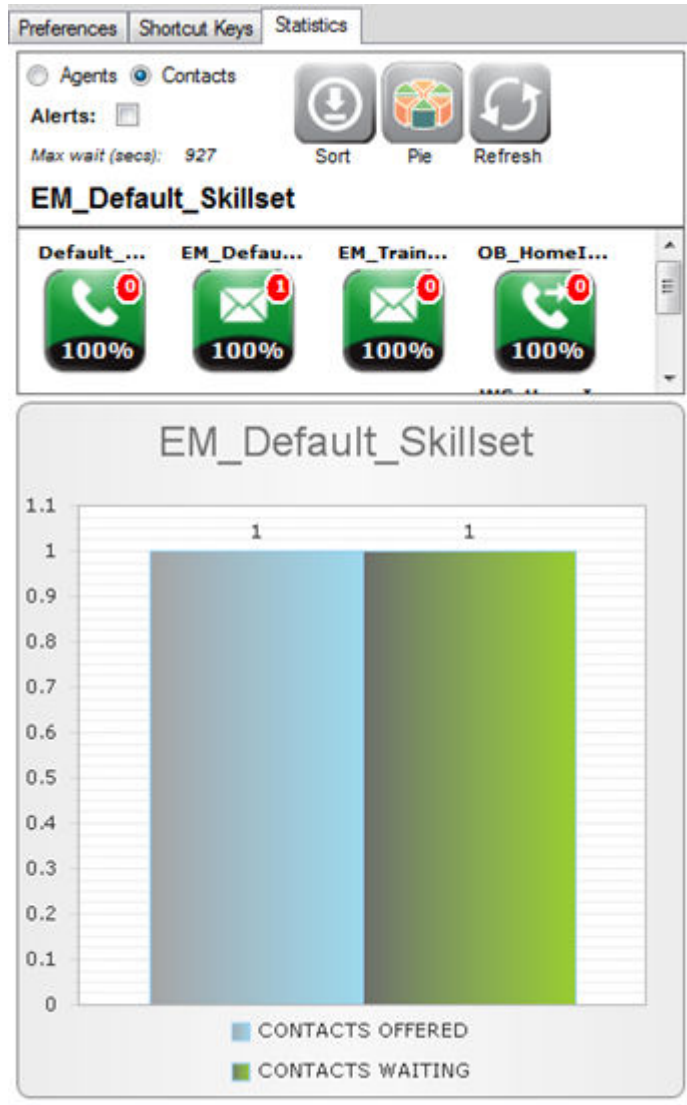 Preferences Shortcut Keys Statistics
Agents Contacts
Alerts:
Max wait (secs): 927
Sort Pie Refresh
EM_Default_Skillset
Default_... EM_Defau... EM_Train... OB_HomeI...
0 1 0 0
100% 100% 100% 100%
EM_Default_Skillset
1.1
1 1
1
0.9
0.8
0.7
0.6
0.5
0.4
0.3
0.2
0.1
0
CONTACTS OFFERED
CONTACTS WAITING